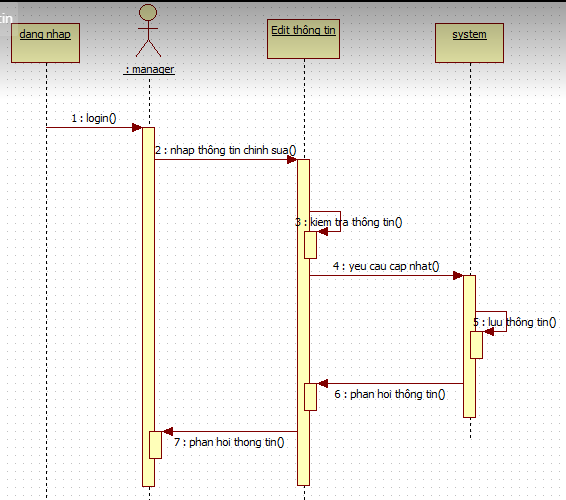 tin
dang nhap
: manager
Edit thông tin
system
1 : login()
2 : nhap thông tin chinh sua()
3 : kiem tra thông tin()
4 : yeu cau cap nhat()
5 : luu thông tin()
6 : phan hoi thông tin()
7 : phan hoi thong tin()